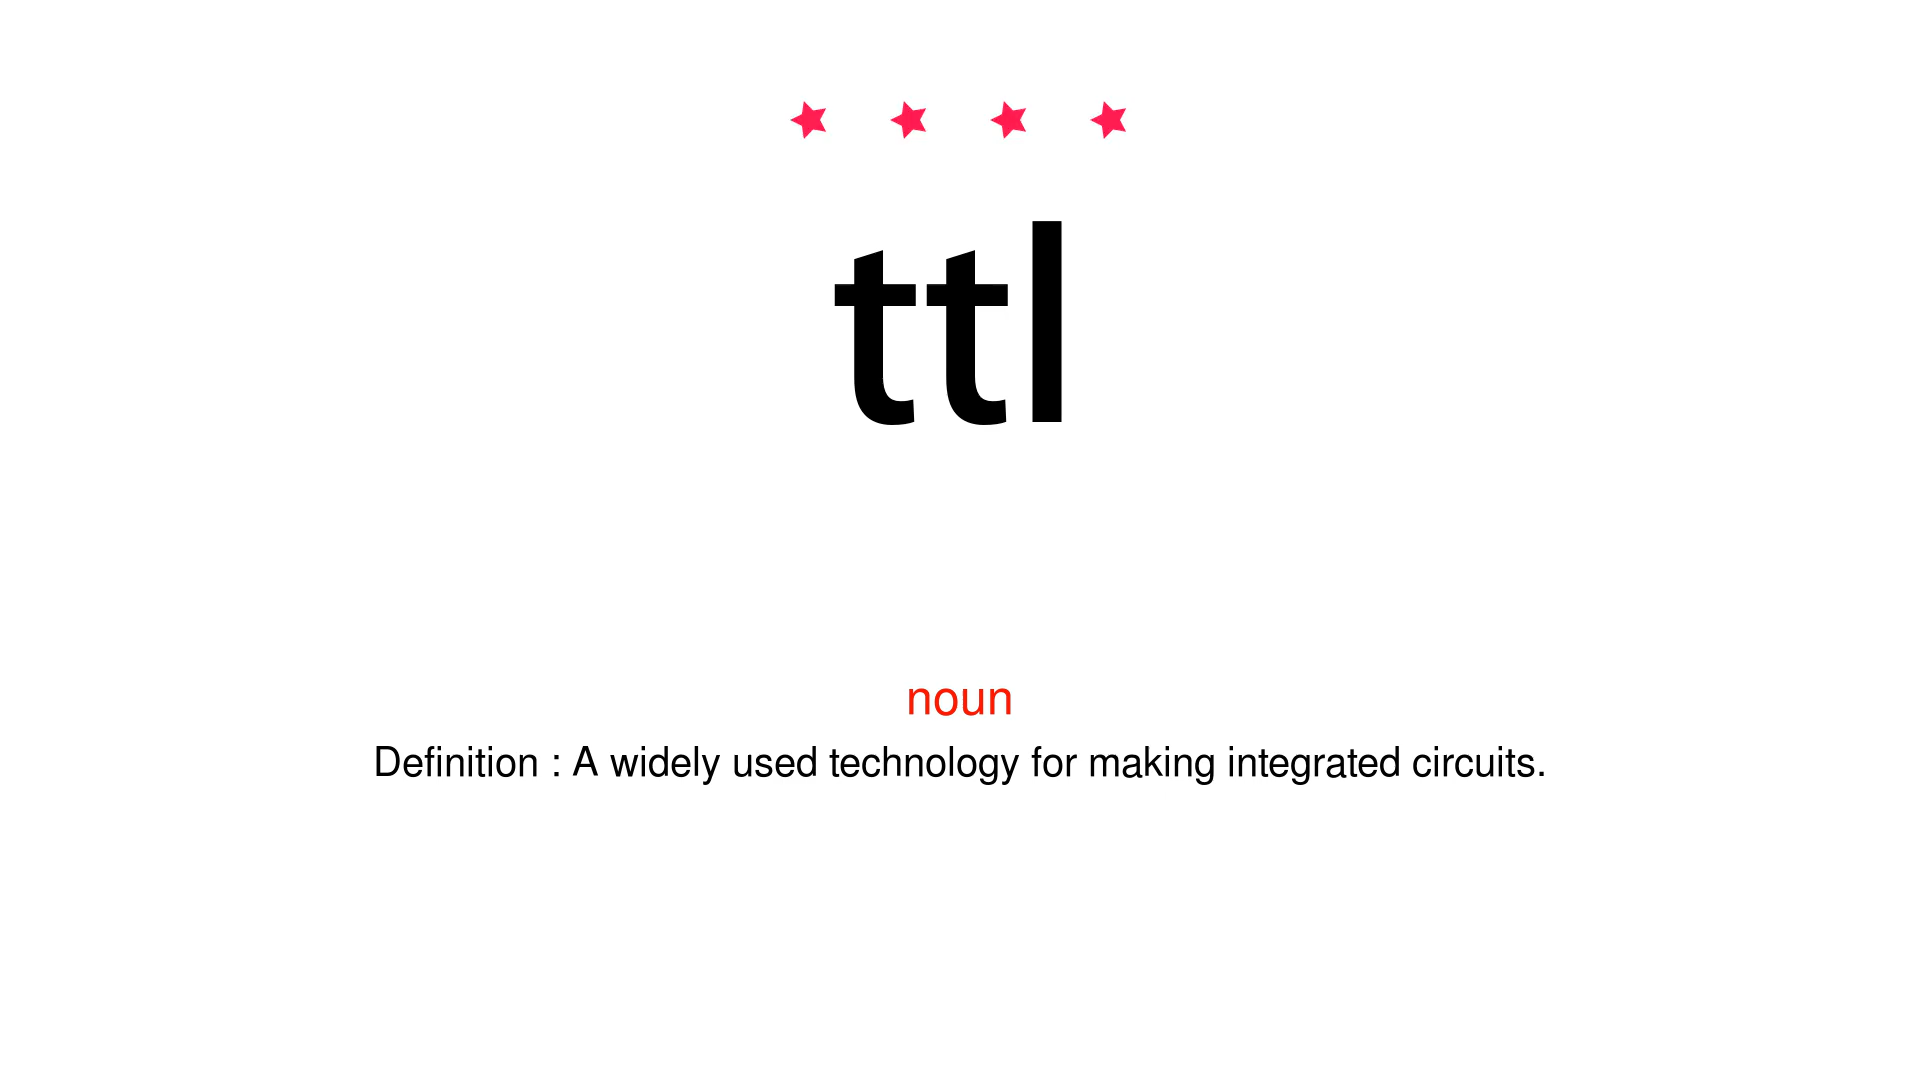 ttl
noun
Definition : A widely used technology for making integrated circuits.